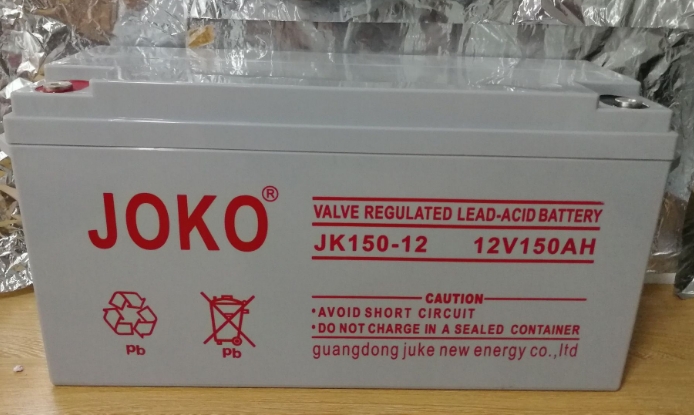 JOKO®
VALVE REGULATED LEAD-ACID BATTERY
JK150-12 12V150AH
CAUTION
•AVOID SHORT CIRCUIT
•DO NOT CHARGE IN A SEALED CONTAINER
guangdong juke new energy co.,ltd
Pb
Pb